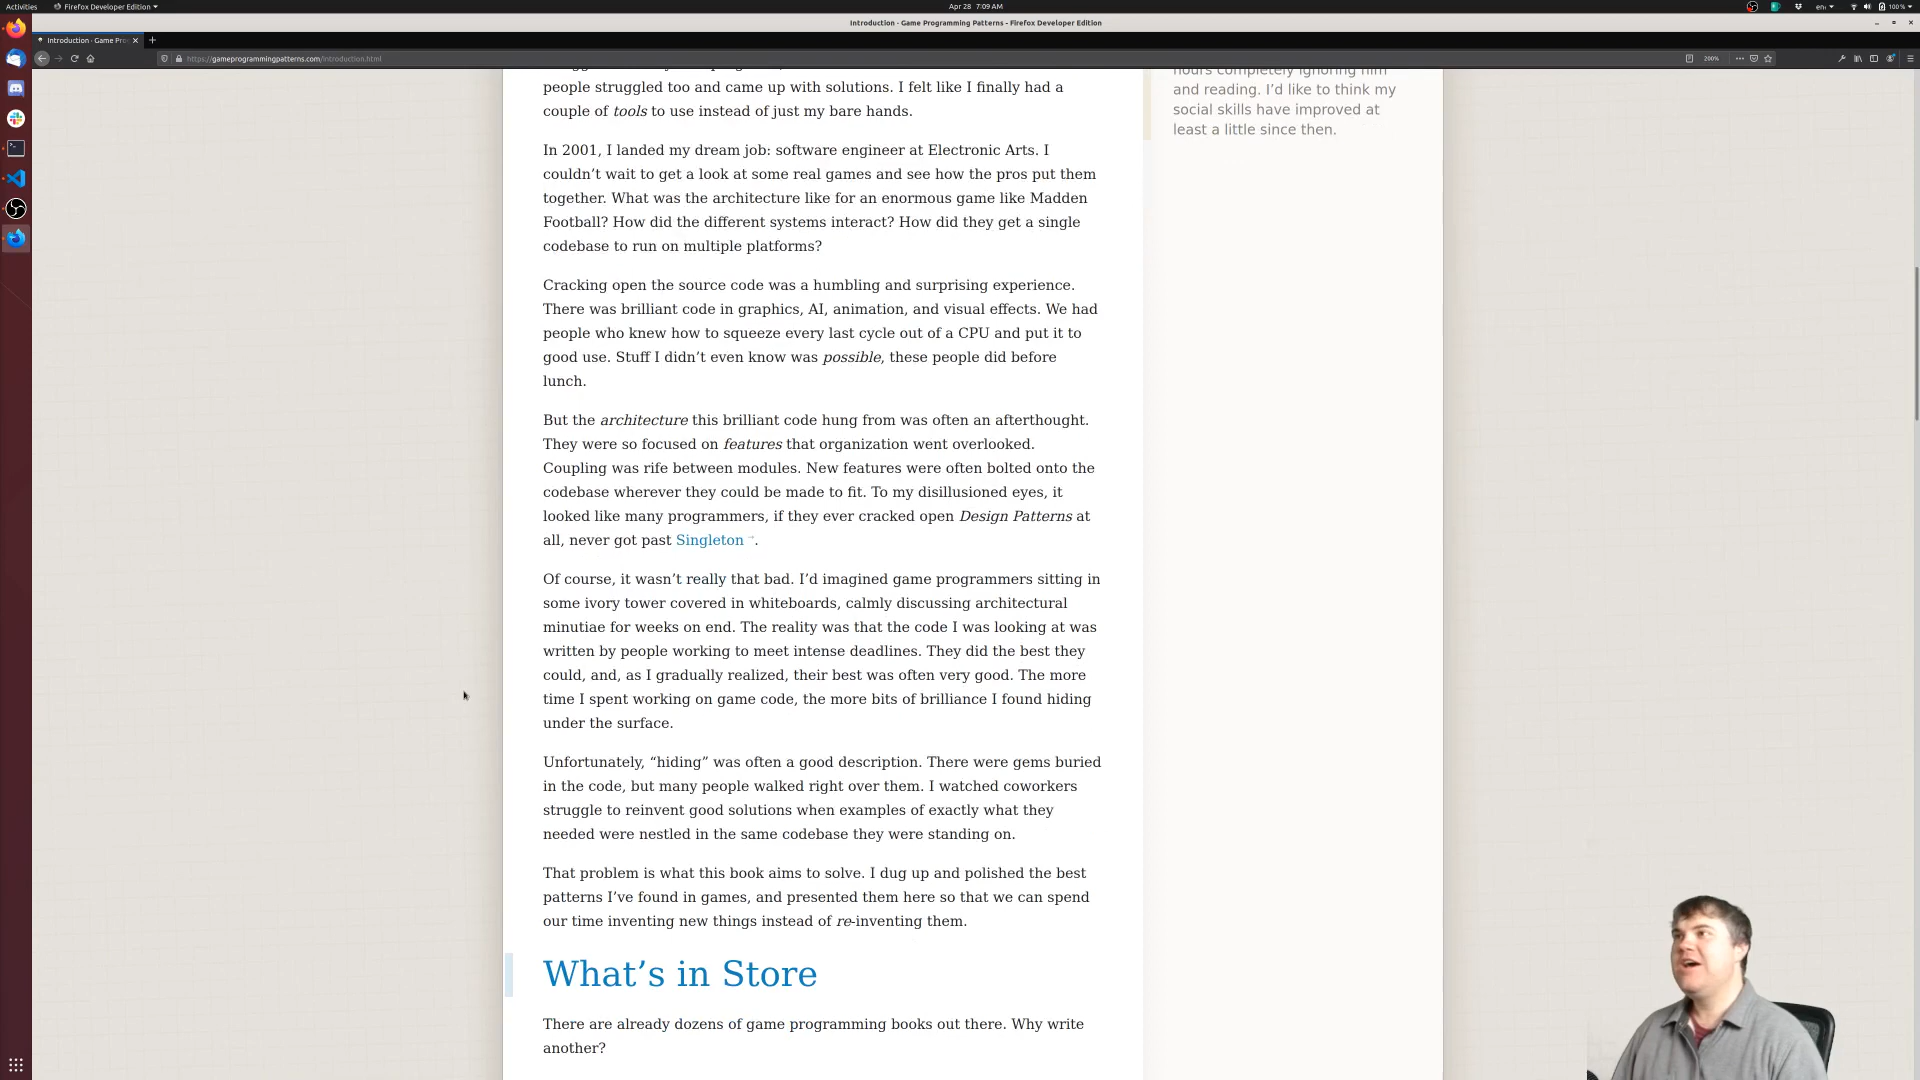 Activities
Firefox Developer Edition
Apr 28 7:09 AM
en
100 %
Introduction - Game Programming Patterns - Firefox Developer Edition
Introduction - Game Pro
https://gameprogrammingpatterns.com/introduction.html
200%
people struggled too and came up with solutions. I felt like I finally had a
couple of tools to use instead of just my bare hands.
In 2001, I landed my dream job: software engineer at Electronic Arts. I
couldn’t wait to get a look at some real games and see how the pros put them
together. What was the architecture like for an enormous game like Madden
Football? How did the different systems interact? How did they get a single
codebase to run on multiple platforms?
Cracking open the source code was a humbling and surprising experience.
There was brilliant code in graphics, AI, animation, and visual effects. We had
people who knew how to squeeze every last cycle out of a CPU and put it to
good use. Stuff I didn’t even know was possible, these people did before
lunch.
But the architecture this brilliant code hung from was often an afterthought.
They were so focused on features that organization went overlooked.
Coupling was rife between modules. New features were often bolted onto the
codebase wherever they could be made to fit. To my disillusioned eyes, it
looked like many programmers, if they ever cracked open Design Patterns at
all, never got past Singleton.
Of course, it wasn’t really that bad. I’d imagined game programmers sitting in
some ivory tower covered in whiteboards, calmly discussing architectural
minutiae for weeks on end. The reality was that the code I was looking at was
written by people working to meet intense deadlines. They did the best they
could, and, as I gradually realized, their best was often very good. The more
time I spent working on game code, the more bits of brilliance I found hiding
under the surface.
Unfortunately, “hiding” was often a good description. There were gems buried
in the code, but many people walked right over them. I watched coworkers
struggle to reinvent good solutions when examples of exactly what they
needed were nestled in the same codebase they were standing on.
That problem is what this book aims to solve. I dug up and polished the best
patterns I’ve found in games, and presented them here so that we can spend
our time inventing new things instead of re-inventing them.
What’s in Store
There are already dozens of game programming books out there. Why write
another?
hours completely ignoring him
and reading. I’d like to think my
social skills have improved at
least a little since then.